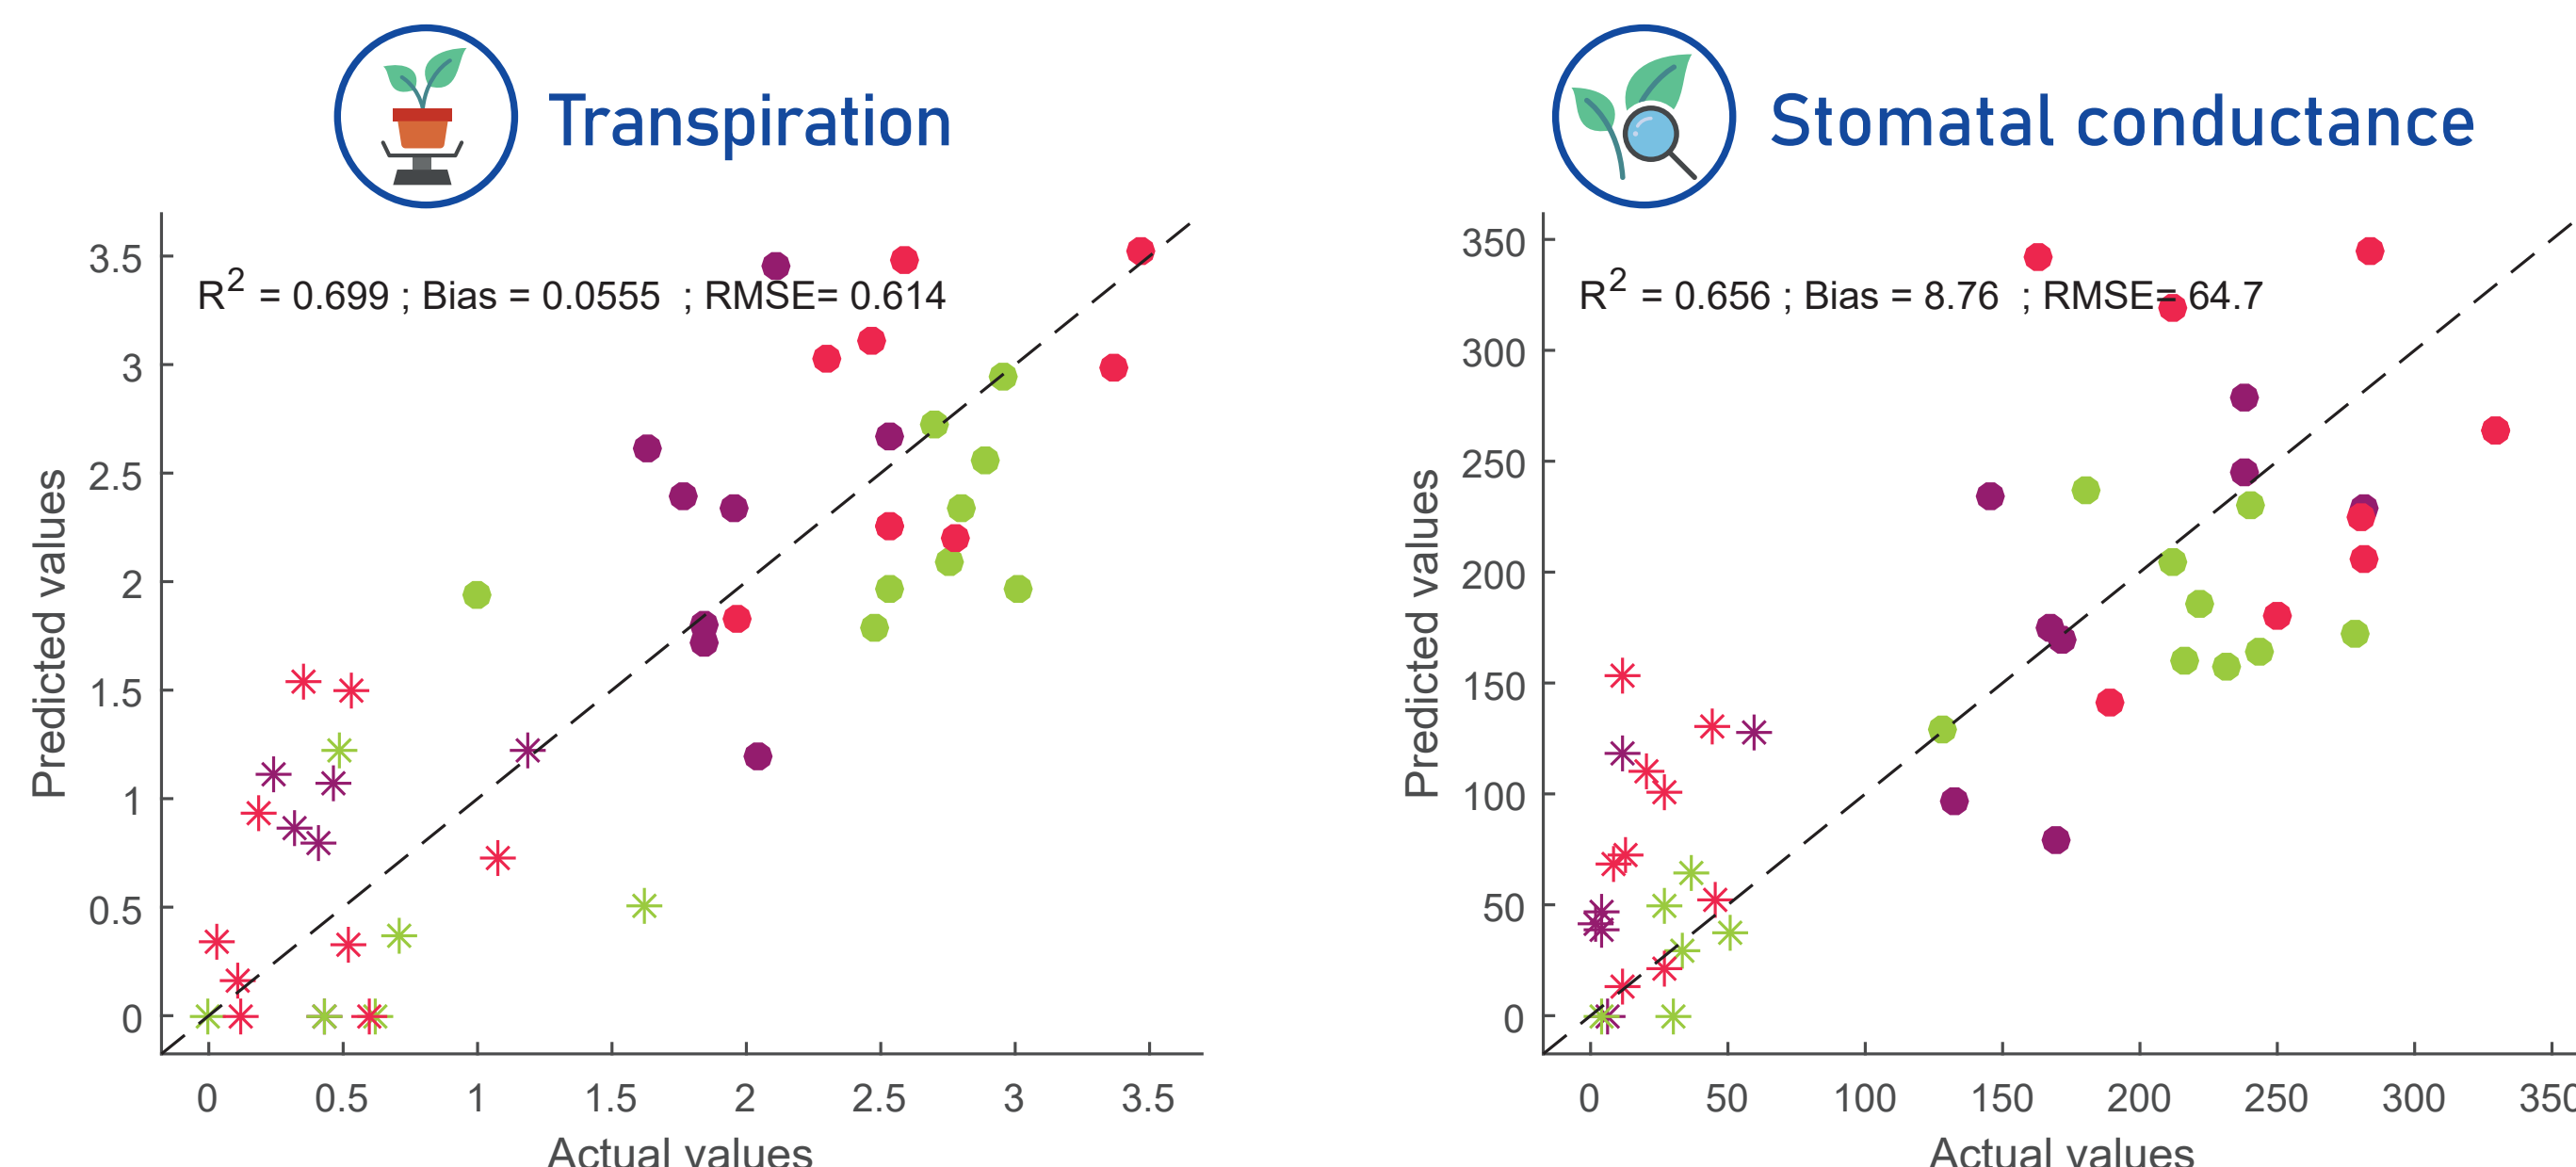 Transpiration
R2 = 0.699 ; Bias = 0.0555 ; RMSE= 0.614
3.5
3
2.5
2
1.5
1
0.5
0
Predicted values
0 0.5 1 1.5 2 2.5 3 3.5
Actual values
Stomatal conductance
R2 = 0.656 ; Bias = 8.76 ; RMSE= 64.7
350
300
250
200
150
100
50
0
Predicted values
0 50 100 150 200 250 300 350
Actual values